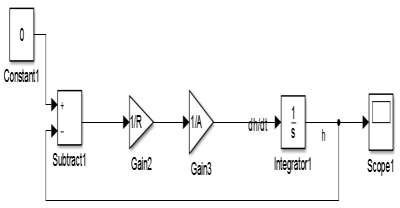 0
Constant1
+
−
Subtract1
1/R
Gain2
1/A
Gain3
dh/dt
1
s
Integrator1
h
Scope1